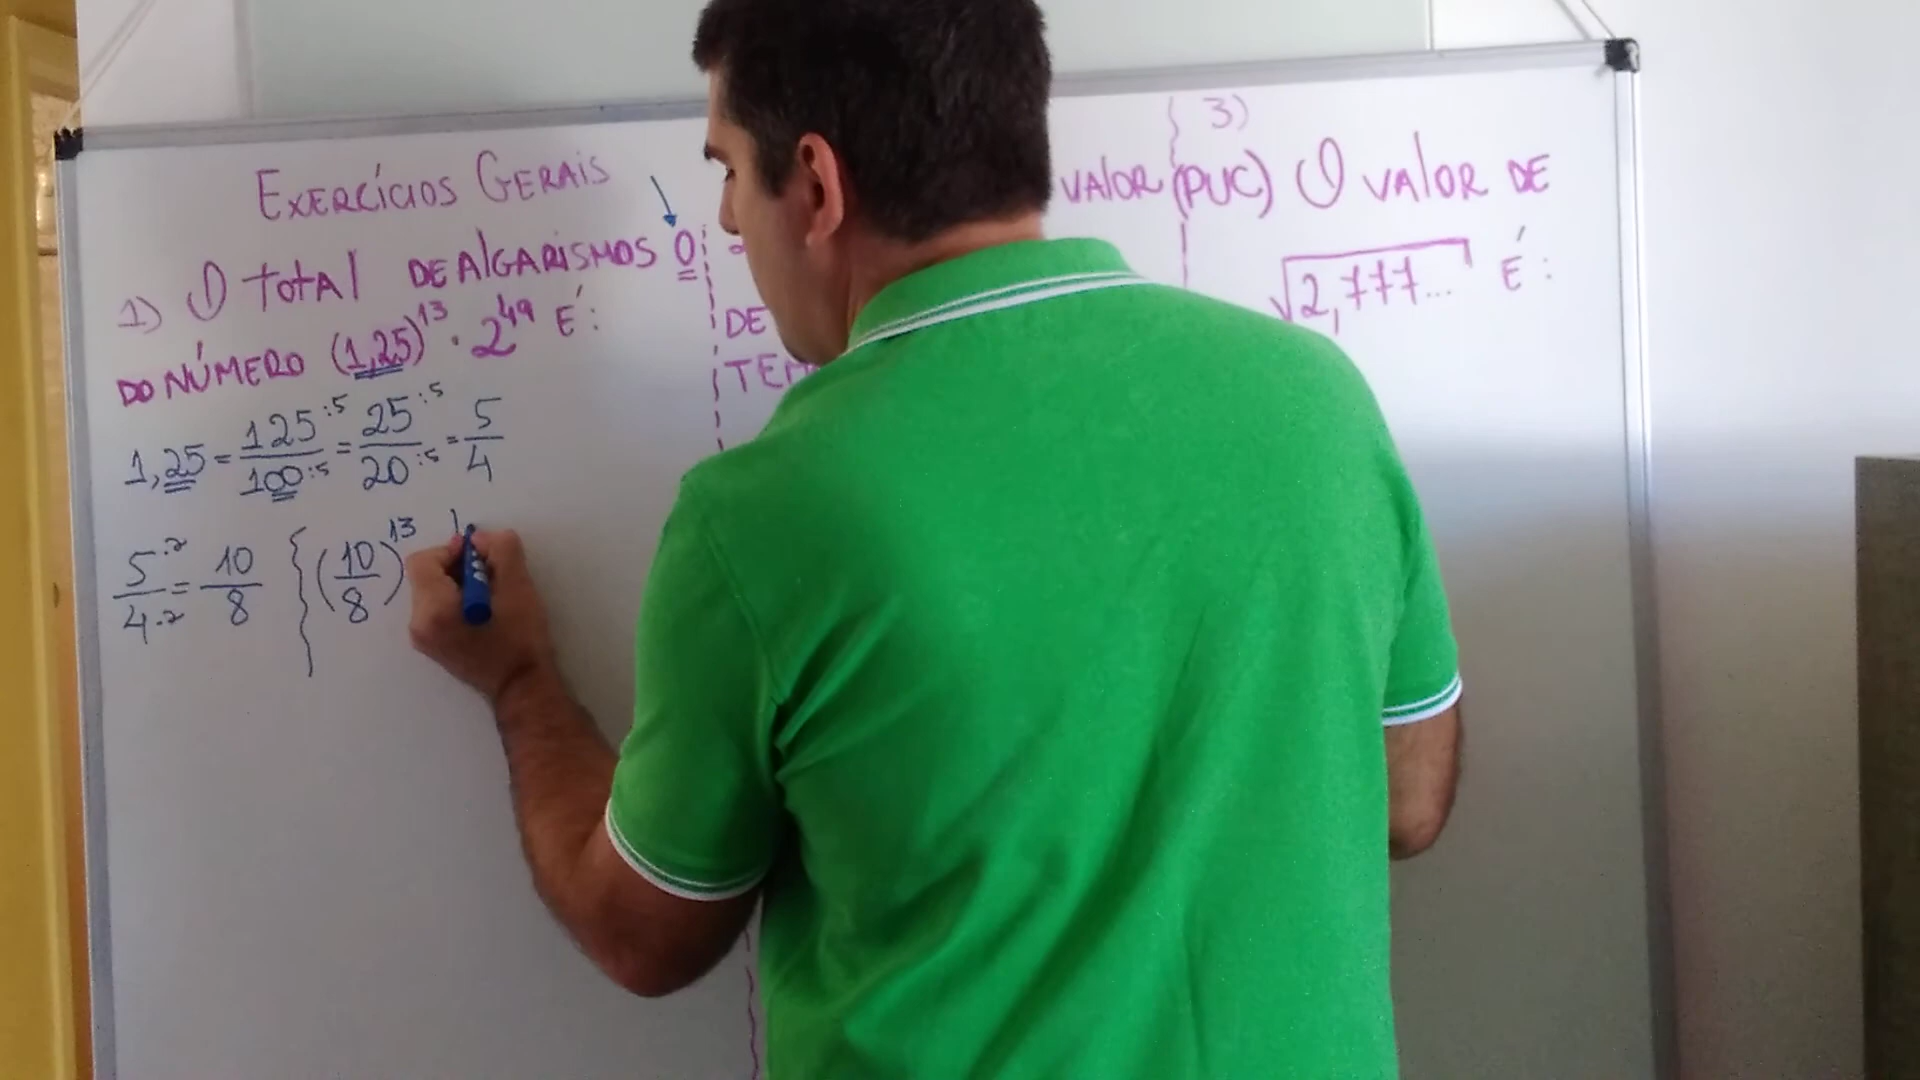 EXERCÍCIOS GERAIS
1) O TOTAL DE ALGARISMOS 0
DO NÚMERO (1,25)^13 · 2^49 É:
1,25 = 125:5/100:5 = 25:5/20:5 = 5/4
5·2/4·2 = 10/8 { (10/8)^13
VALOR
DE
3)
(PUC) O VALOR DE
√2,777... É: